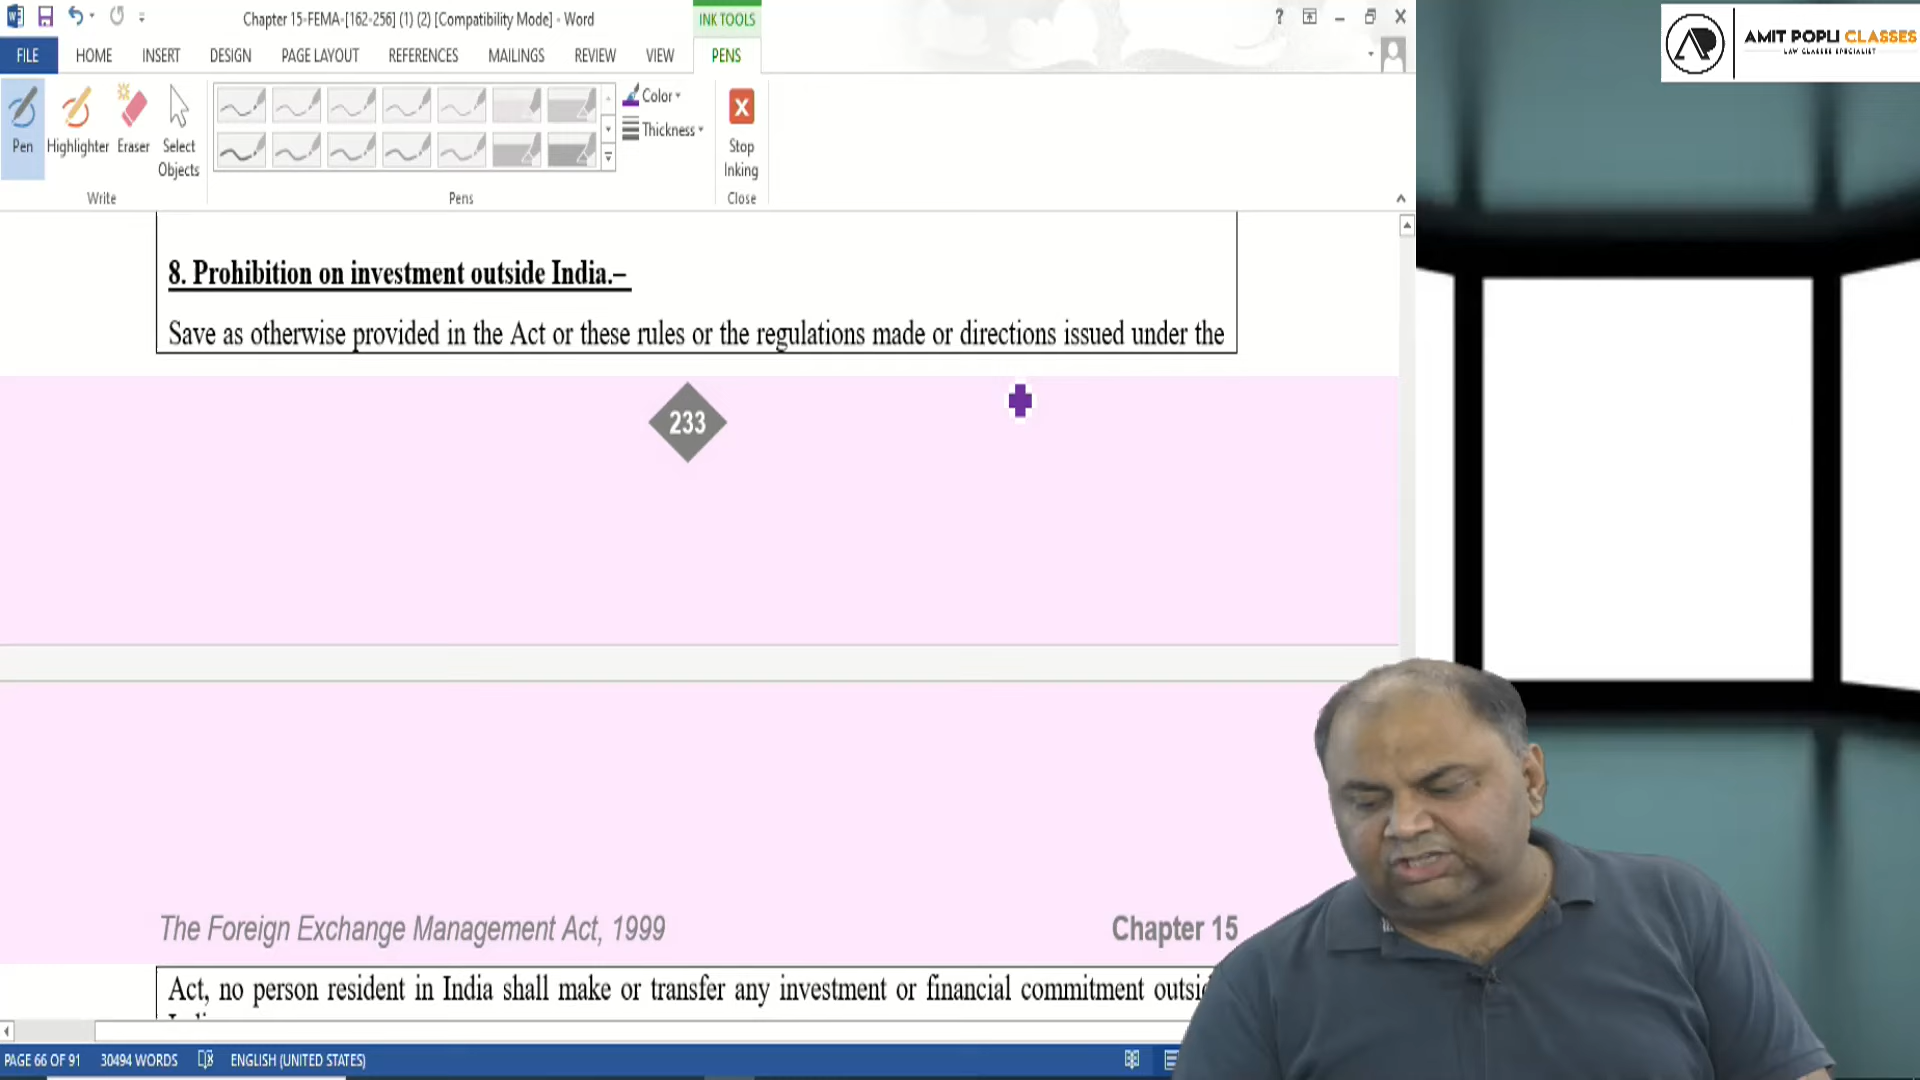 Chapter 15-FEMA-[162-256] (1) (2) [Compatibility Mode] - Word
INK TOOLS
?
FILE
HOME
INSERT
DESIGN
PAGE LAYOUT
REFERENCES
MAILINGS
REVIEW
VIEW
PENS
AMIT POPLI CLASSES
LAW CLASSES SPECIALIST
Pen
Highlighter
Eraser
Select Objects
Color
Thickness
Stop Inking
Write
Pens
Close
8. Prohibition on investment outside India.–
Save as otherwise provided in the Act or these rules or the regulations made or directions issued under the
233
The Foreign Exchange Management Act, 1999
Chapter 15
Act, no person resident in India shall make or transfer any investment or financial commitment
PAGE 66 OF 91
30494 WORDS
ENGLISH (UNITED STATES)